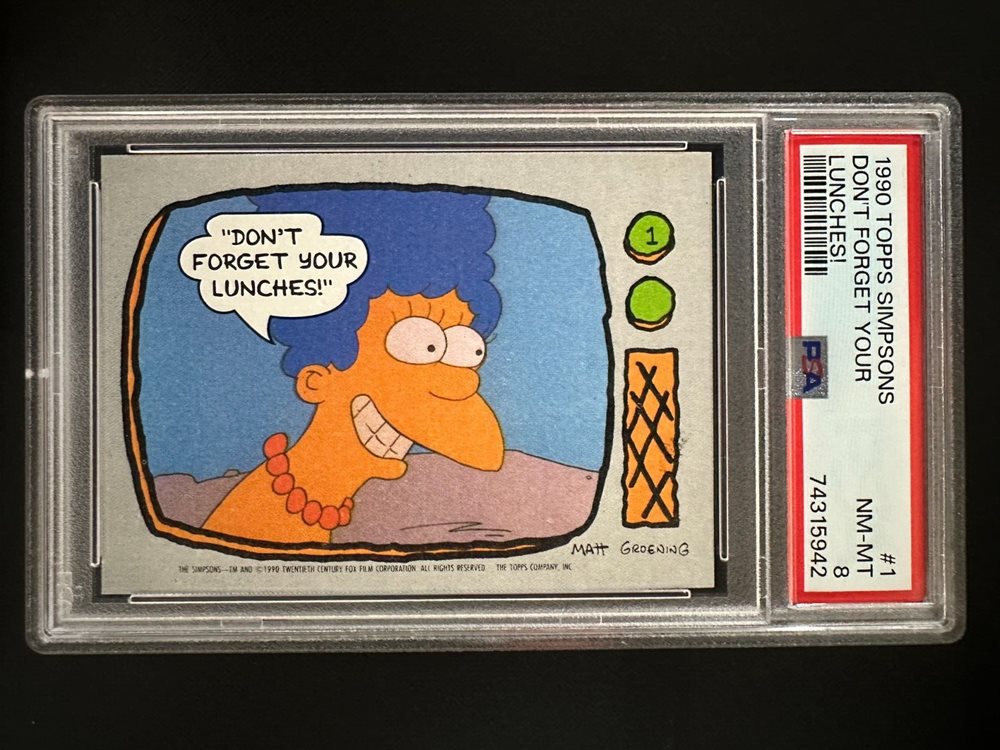 "DON'T
FORGET YOUR
LUNCHES!"
1
MATT GROENING
THE SIMPSONS—TM AND © 1990 TWENTIETH CENTURY FOX FILM CORPORATION. ALL RIGHTS RESERVED. THE TOPPS COMPANY, INC.
1990 TOPPS SIMPSONS #1
DON'T FORGET YOUR NM-MT
LUNCHES! 8
PSA 74315942